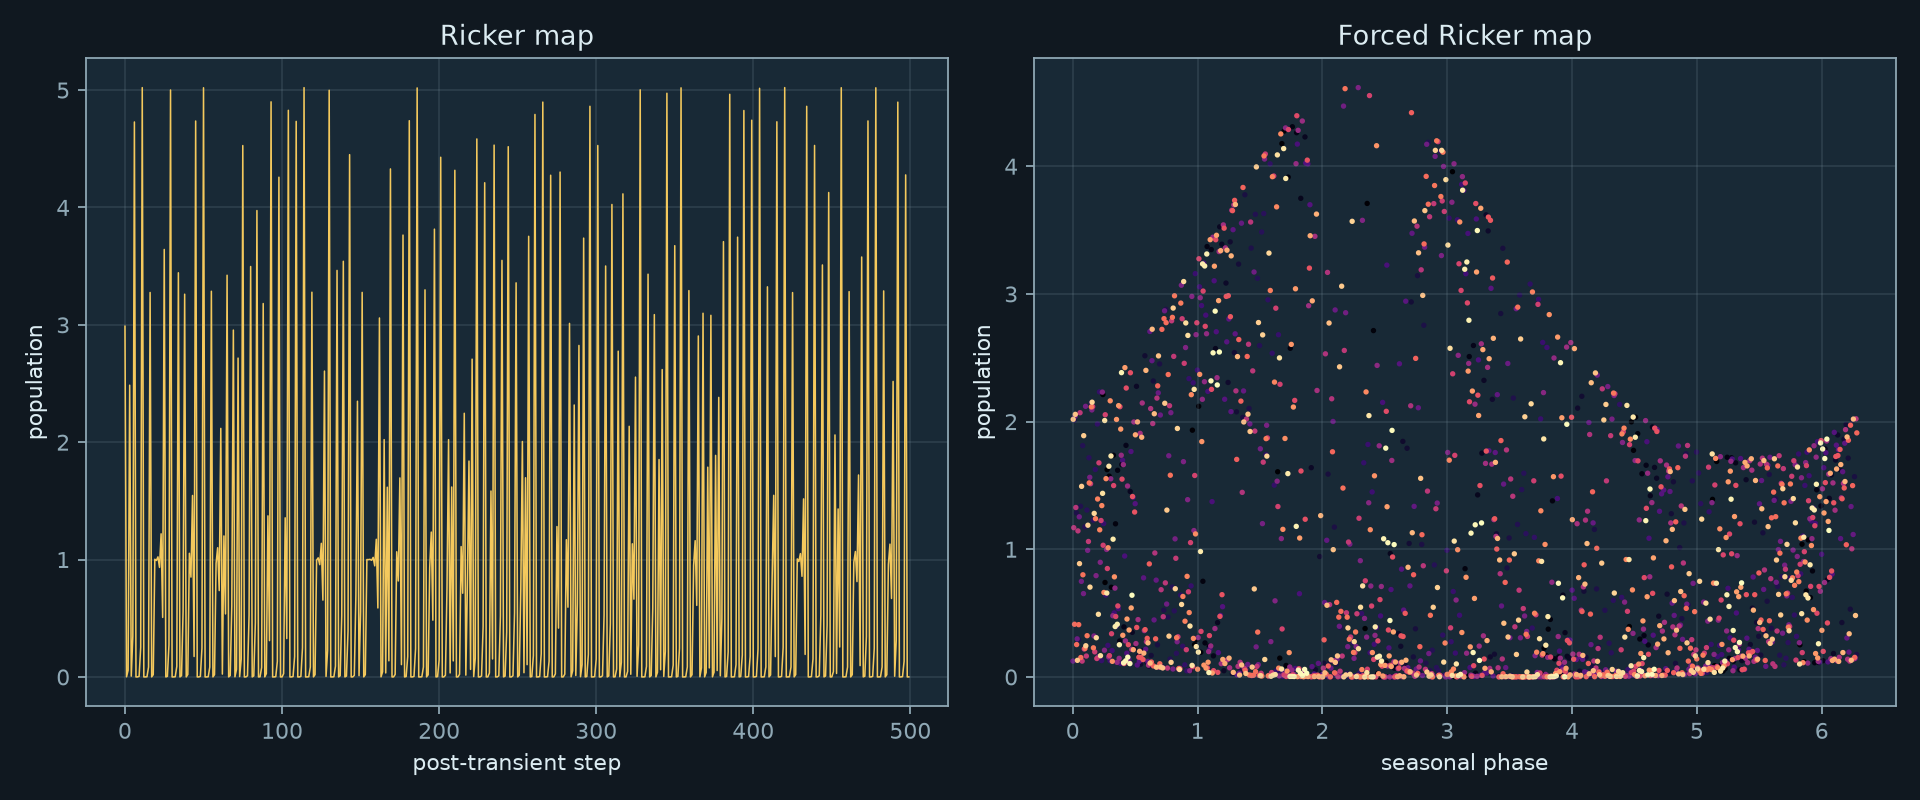 Ricker map
population
5
4
3
2
1
0
0 100 200 300 400 500
post-transient step
Forced Ricker map
population
4
3
2
1
0
0 1 2 3 4 5 6
seasonal phase